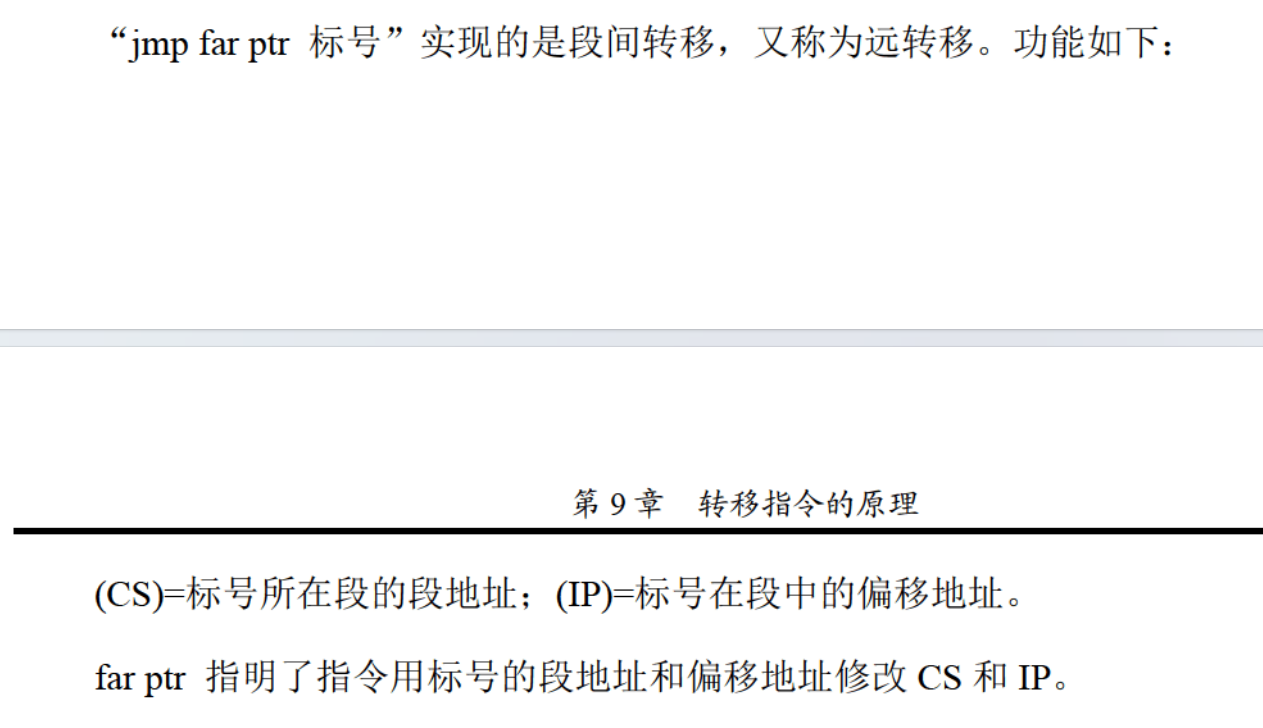 “jmp far ptr 标号”实现的是段间转移，又称为远转移。功能如下：
第 9 章 转移指令的原理
(CS)=标号所在段的段地址；(IP)=标号在段中的偏移地址。
far ptr 指明了指令用标号的段地址和偏移地址修改 CS 和 IP。